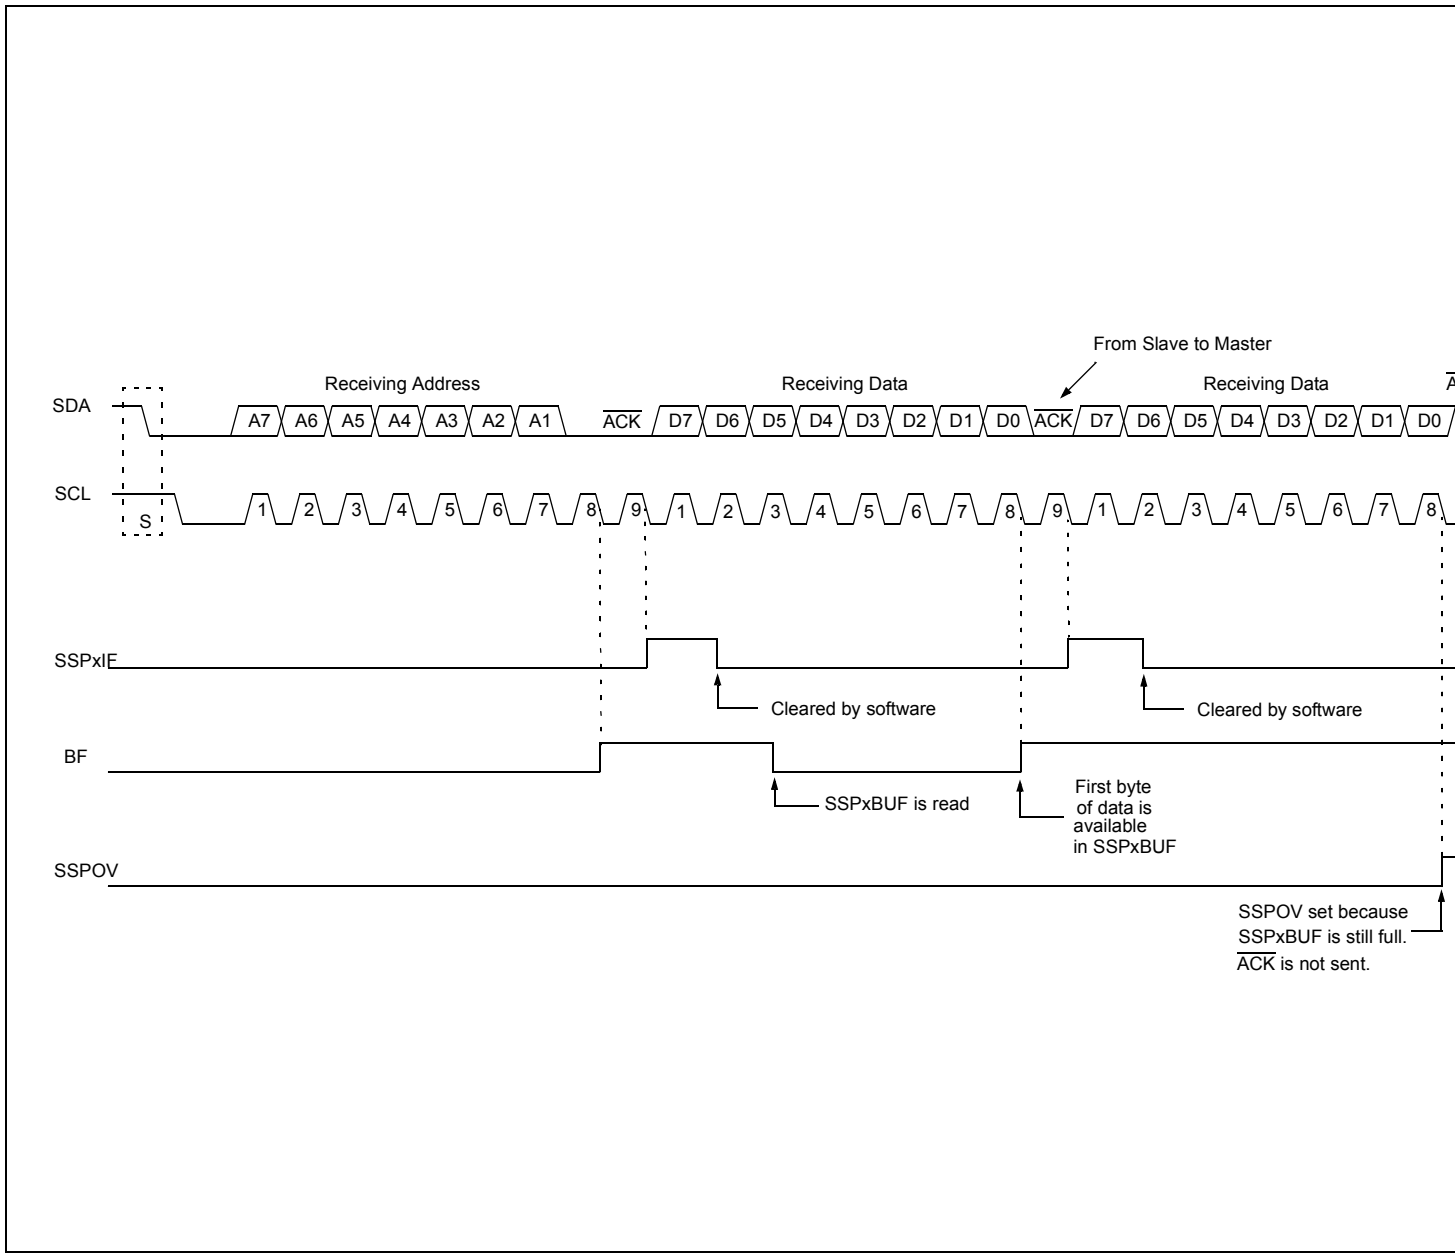 From Slave to Master
Receiving Address
Receiving Data
Receiving Data
SDA
A7 A6 A5 A4 A3 A2 A1 ACK D7 D6 D5 D4 D3 D2 D1 D0 ACK D7 D6 D5 D4 D3 D2 D1 D0
SCL
S
1 2 3 4 5 6 7 8 9 1 2 3 4 5 6 7 8 9 1 2 3 4 5 6 7 8
SSPxIF
Cleared by software
Cleared by software
BF
SSPxBUF is read
First byte
of data is
available
in SSPxBUF
SSPOV
SSPOV set because
SSPxBUF is still full.
ACK is not sent.